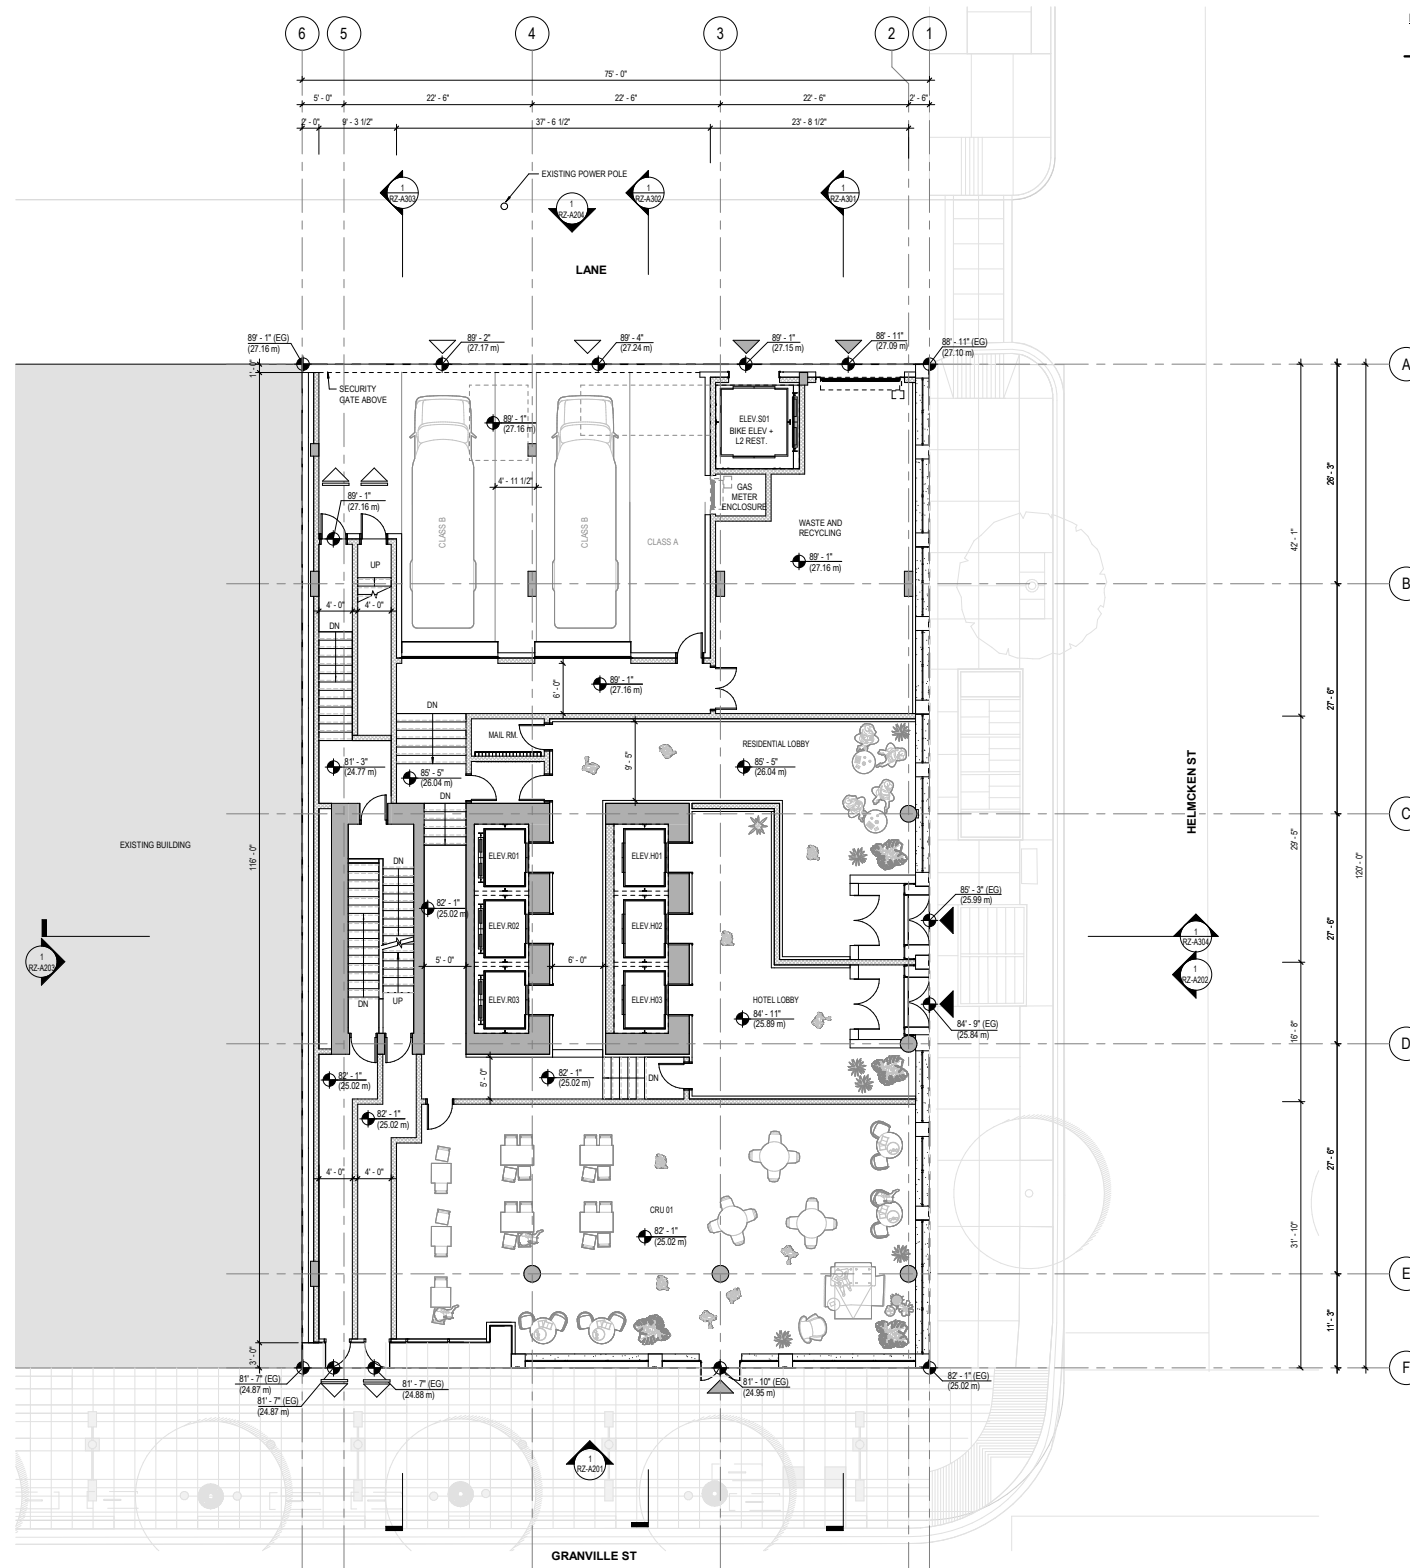 6 5 4 3 2 1
75' - 0"
5' - 0" 22' - 6" 22' - 6" 22' - 6" 2' - 6"
2' - 0" 9' - 3 1/2" 37' - 6 1/2" 23' - 8 1/2"
EXISTING POWER POLE
1
RZ-A303
1
RZ-A204
1
RZ-A302
1
RZ-A301
LANE
89' - 1" (EG)
(27.16 m)
89' - 2"
(27.17 m)
89' - 4"
(27.24 m)
89' - 1"
(27.15 m)
88' - 11"
(27.09 m)
88' - 11" (EG)
(27.10 m)
A
1' - 0"
SECURITY
GATE ABOVE
89' - 1"
(27.16 m)
ELEV.S01
BIKE ELEV +
L2 REST.
4' - 11 1/2"
GAS
METER
ENCLOSURE
89' - 1"
(27.16 m)
CLASS B
CLASS B
CLASS A
WASTE AND
RECYCLING
89' - 1"
(27.16 m)
26' - 3"
42' - 1"
UP
B
4' - 0" 4' - 0"
DN
6' - 0"
89' - 1"
(27.16 m)
27' - 6"
DN
MAIL RM.
9' - 5"
RESIDENTIAL LOBBY
85' - 5"
(26.04 m)
81' - 3"
(24.77 m)
85' - 5"
(26.04 m)
DN
HELMCKEN ST
C
EXISTING BUILDING
116' - 0"
29' - 5"
120' - 0"
ELEV.R01
ELEV.H01
DN
82' - 1"
(25.02 m)
85' - 3" (EG)
(25.99 m)
ELEV.R02
ELEV.H02
27' - 6"
1
RZ-A203
1
RZ-A304
1
RZ-A202
5' - 0"
6' - 0"
ELEV.R03
ELEV.H03
DN
UP
HOTEL LOBBY
84' - 11"
(25.89 m)
84' - 9" (EG)
(25.84 m)
16' - 8"
D
82' - 1"
(25.02 m)
5' - 0"
82' - 1"
(25.02 m)
DN
82' - 1"
(25.02 m)
4' - 0" 4' - 0"
27' - 6"
CRU 01
82' - 1"
(25.02 m)
31' - 10"
E
11' - 3"
3' - 0"
F
81' - 7" (EG)
(24.87 m)
81' - 7" (EG)
(24.87 m)
81' - 7" (EG)
(24.88 m)
81' - 10" (EG)
(24.95 m)
82' - 1" (EG)
(25.02 m)
1
RZ-A201
GRANVILLE ST